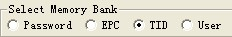 Select Memory Bank
Password EPC TID User